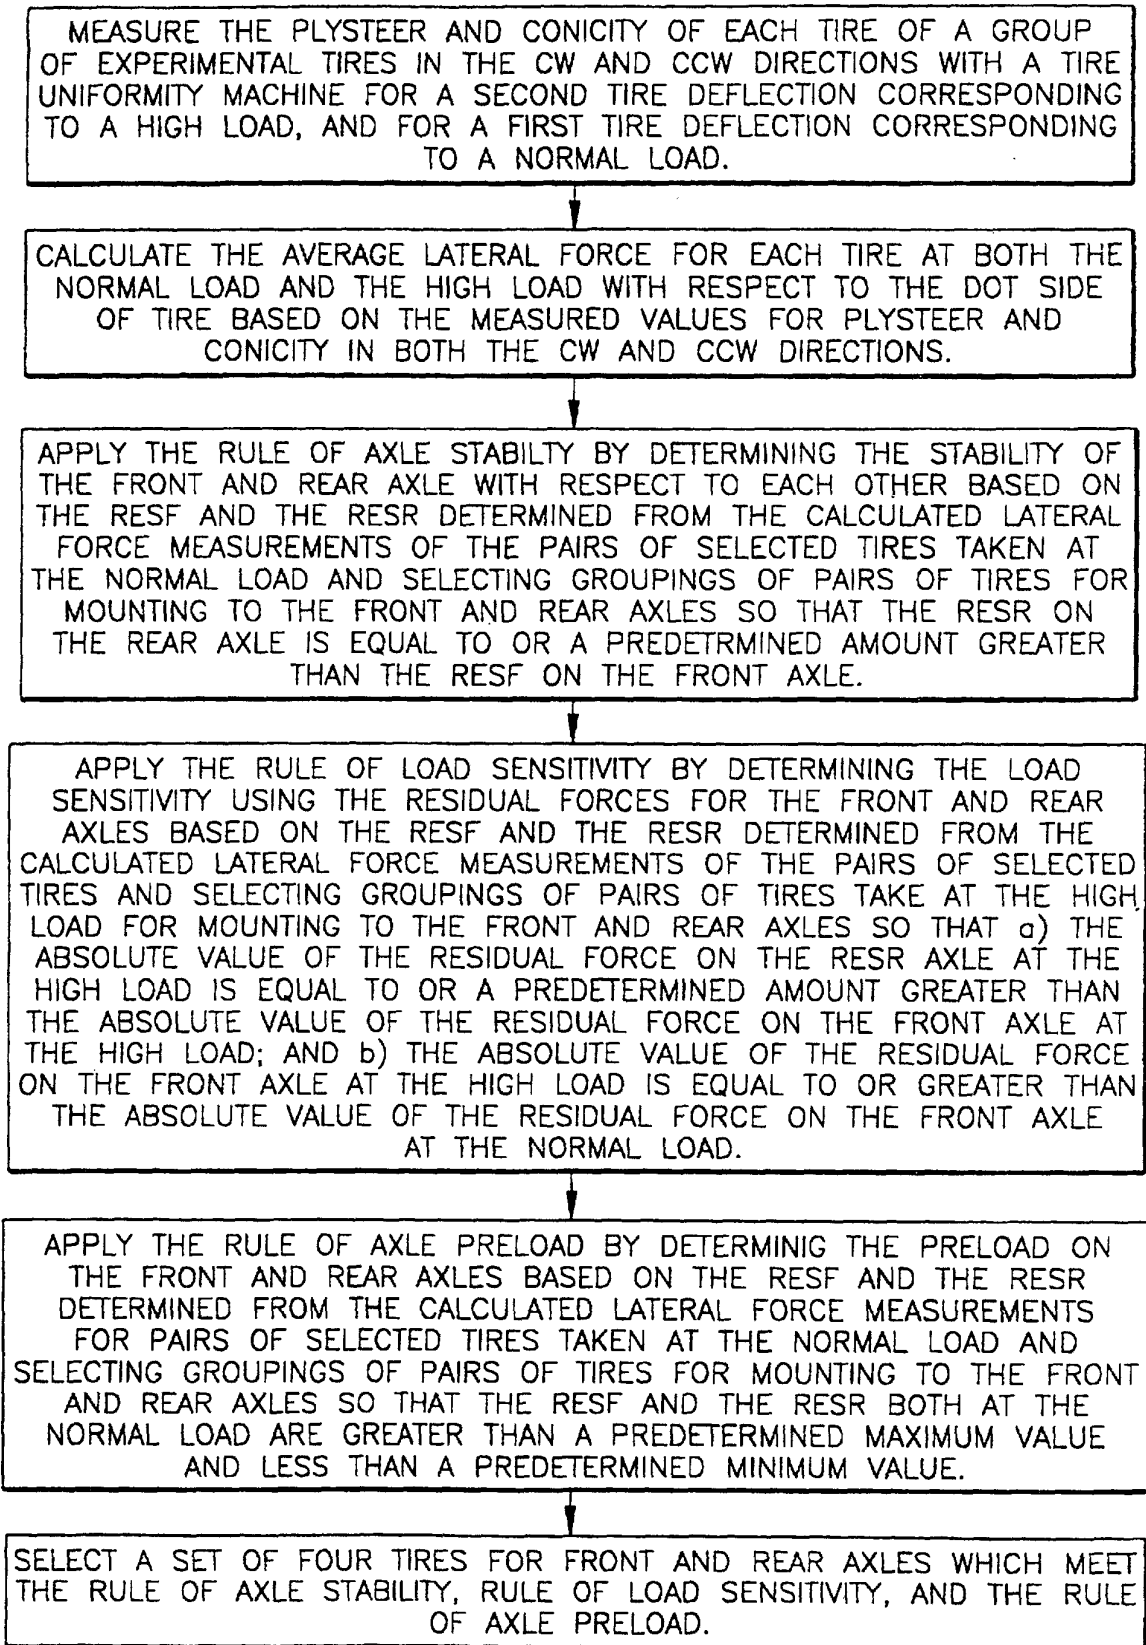 MEASURE THE PLYSTEER AND CONICITY OF EACH TIRE OF A GROUP
OF EXPERIMENTAL TIRES IN THE CW AND CCW DIRECTIONS WITH A TIRE
UNIFORMITY MACHINE FOR A SECOND TIRE DEFLECTION CORRESPONDING
TO A HIGH LOAD, AND FOR A FIRST TIRE DEFLECTION CORRESPONDING
TO A NORMAL LOAD.
CALCULATE THE AVERAGE LATERAL FORCE FOR EACH TIRE AT BOTH THE
NORMAL LOAD AND THE HIGH LOAD WITH RESPECT TO THE DOT SIDE
OF TIRE BASED ON THE MEASURED VALUES FOR PLYSTEER AND
CONICITY IN BOTH THE CW AND CCW DIRECTIONS.
APPLY THE RULE OF AXLE STABILTY BY DETERMINING THE STABILITY OF
THE FRONT AND REAR AXLE WITH RESPECT TO EACH OTHER BASED ON
THE RESF AND THE RESR DETERMINED FROM THE CALCULATED LATERAL
FORCE MEASUREMENTS OF THE PAIRS OF SELECTED TIRES TAKEN AT
THE NORMAL LOAD AND SELECTING GROUPINGS OF PAIRS OF TIRES FOR
MOUNTING TO THE FRONT AND REAR AXLES SO THAT THE RESR ON
THE REAR AXLE IS EQUAL TO OR A PREDETRMINED AMOUNT GREATER
THAN THE RESF ON THE FRONT AXLE.
APPLY THE RULE OF LOAD SENSITIVITY BY DETERMINING THE LOAD
SENSITIVITY USING THE RESIDUAL FORCES FOR THE FRONT AND REAR
AXLES BASED ON THE RESF AND THE RESR DETERMINED FROM THE
CALCULATED LATERAL FORCE MEASUREMENTS OF THE PAIRS OF SELECTED
TIRES AND SELECTING GROUPINGS OF PAIRS OF TIRES TAKE AT THE HIGH
LOAD FOR MOUNTING TO THE FRONT AND REAR AXLES SO THAT a) THE
ABSOLUTE VALUE OF THE RESIDUAL FORCE ON THE RESR AXLE AT THE
HIGH LOAD IS EQUAL TO OR A PREDETERMINED AMOUNT GREATER THAN
THE ABSOLUTE VALUE OF THE RESIDUAL FORCE ON THE FRONT AXLE AT
THE HIGH LOAD; AND b) THE ABSOLUTE VALUE OF THE RESIDUAL FORCE
ON THE FRONT AXLE AT THE HIGH LOAD IS EQUAL TO OR GREATER THAN
THE ABSOLUTE VALUE OF THE RESIDUAL FORCE ON THE FRONT AXLE
AT THE NORMAL LOAD.
APPLY THE RULE OF AXLE PRELOAD BY DETERMINIG THE PRELOAD ON
THE FRONT AND REAR AXLES BASED ON THE RESF AND THE RESR
DETERMINED FROM THE CALCULATED LATERAL FORCE MEASUREMENTS
FOR PAIRS OF SELECTED TIRES TAKEN AT THE NORMAL LOAD AND
SELECTING GROUPINGS OF PAIRS OF TIRES FOR MOUNTING TO THE FRONT
AND REAR AXLES SO THAT THE RESF AND THE RESR BOTH AT THE
NORMAL LOAD ARE GREATER THAN A PREDETERMINED MAXIMUM VALUE
AND LESS THAN A PREDETERMINED MINIMUM VALUE.
SELECT A SET OF FOUR TIRES FOR FRONT AND REAR AXLES WHICH MEET
THE RULE OF AXLE STABILITY, RULE OF LOAD SENSITIVITY, AND THE RULE
OF AXLE PRELOAD.